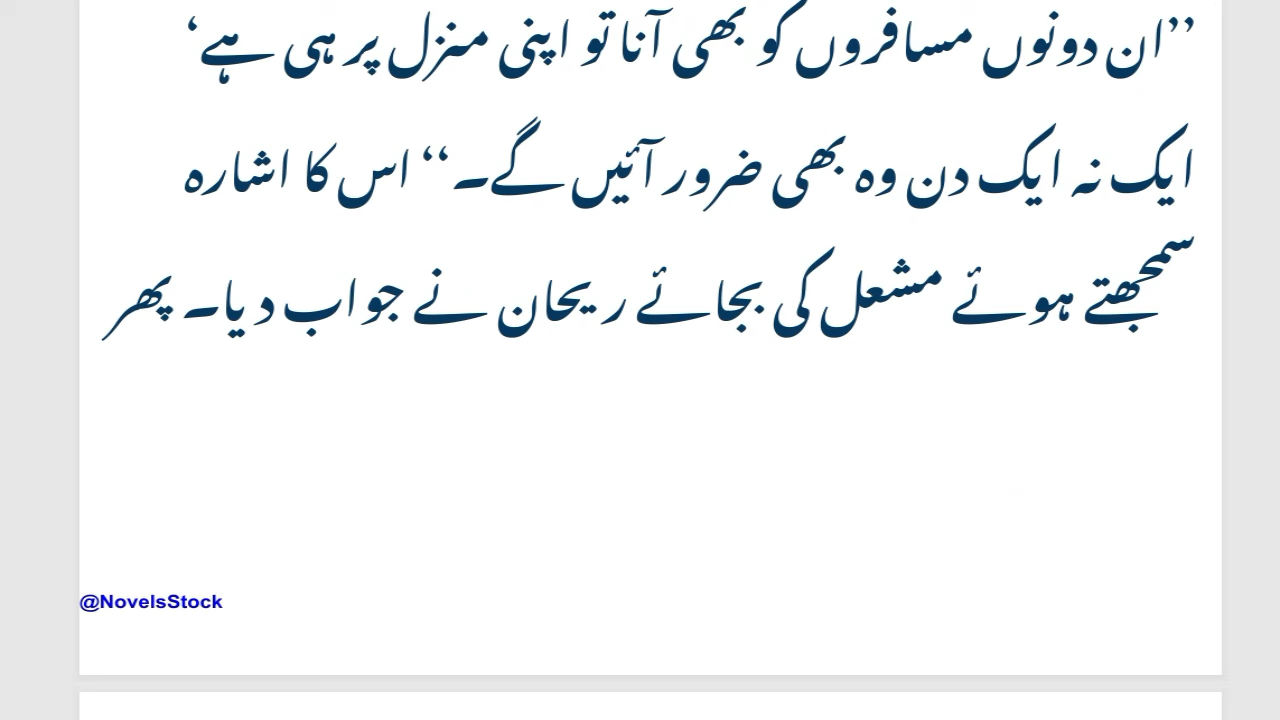 ’’ان دونوں مسافروں کو بھی آنا تو اپنی منزل پر ہی ہے‘
ایک نہ ایک دن وہ بھی ضرور آئیں گے۔‘‘ اس کا اشارہ
سمجھتے ہوئے مشعل کی بجائے ریحان نے جواب دیا۔ پھر
@NovelsStock